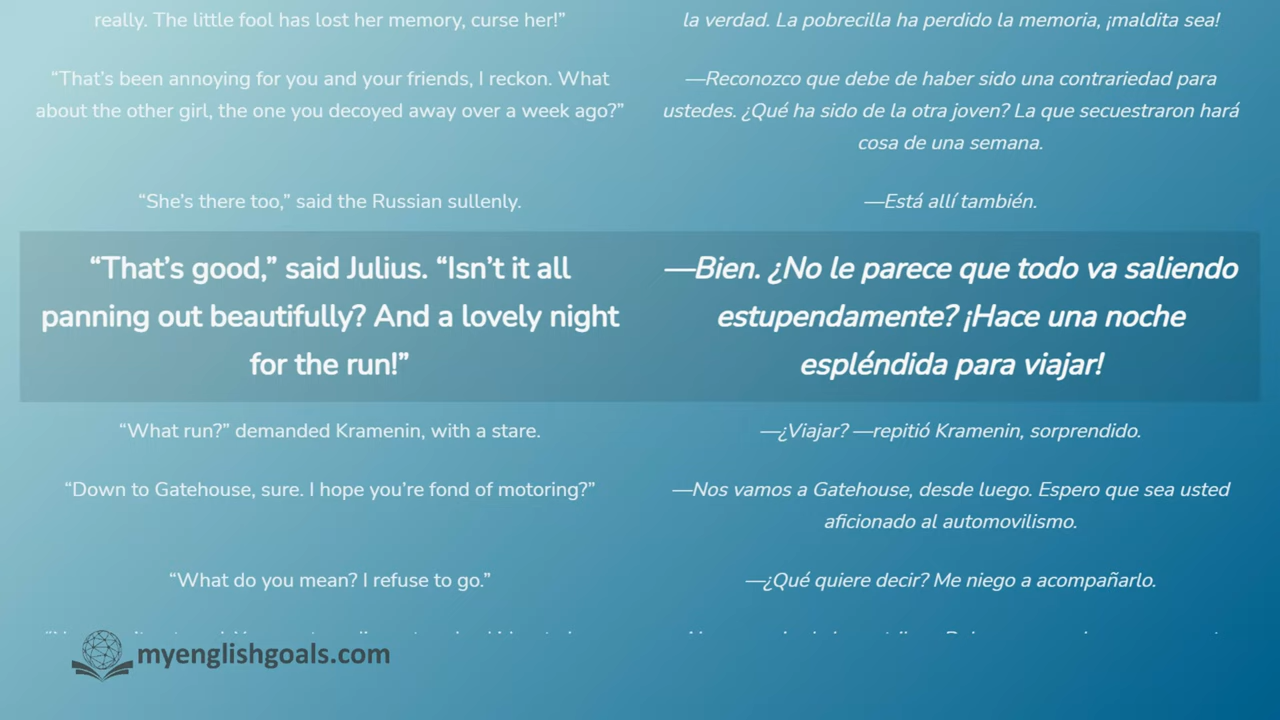 really. The little fool has lost her memory, curse her!”
la verdad. La pobrecilla ha perdido la memoria, ¡maldita sea!
“That’s been annoying for you and your friends, I reckon. What
about the other girl, the one you decoyed away over a week ago?”
—Reconozco que debe de haber sido una contrariedad para
ustedes. ¿Qué ha sido de la otra joven? La que secuestraron hará
cosa de una semana.
“She’s there too,” said the Russian sullenly.
—Está allí también.
“That’s good,” said Julius. “Isn’t it all
panning out beautifully? And a lovely night
for the run!”
—Bien. ¿No le parece que todo va saliendo
estupendamente? ¡Hace una noche
espléndida para viajar!
“What run?” demanded Kramenin, with a stare.
—¿Viajar? —repitió Kramenin, sorprendido.
“Down to Gatehouse, sure. I hope you’re fond of motoring?”
—Nos vamos a Gatehouse, desde luego. Espero que sea usted
aficionado al automovilismo.
“What do you mean? I refuse to go.”
—¿Qué quiere decir? Me niego a acompañarlo.
myenglishgoals.com